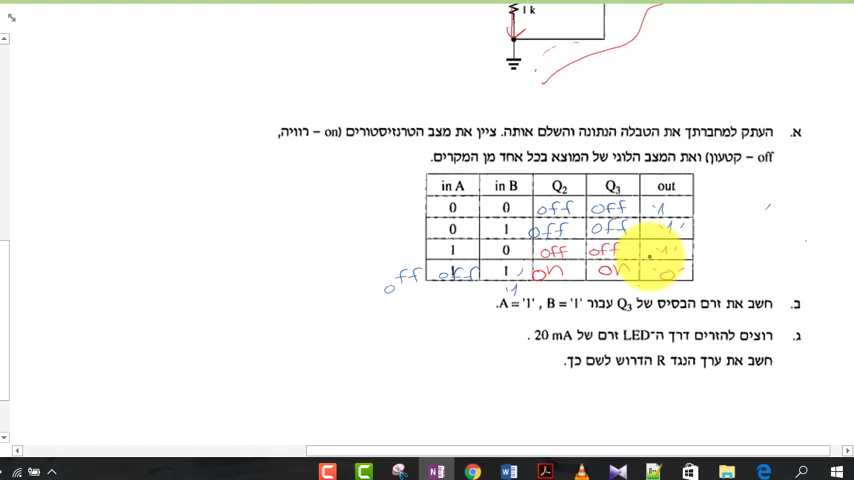 1 k
א. העתק למחברתך את הטבלה הנתונה והשלם אותה. ציין את מצב הטרנזיסטורים (on – רוויה,
off – קטעון) ואת המצב הלוגי של המוצא בכל אחד מן המקרים.
in A in B Q2 Q3 out
0 0 off off '1'
0 1 off off '1'
1 0 off off '1'
off off 1 1 on on '0'
'1'
ב. חשב את זרם הבסיס של Q3 עבור A = '1' , B = '1'.
ג. רוצים להזרים דרך ה־LED זרם של 20 mA .
חשב את ערך הנגד R הדרוש לשם כך.